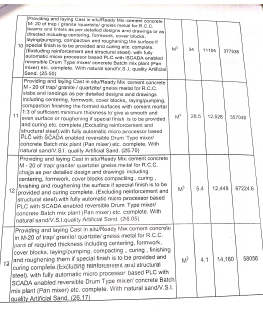 Providing and laying Cast in situ/Ready Mix cement concrete
M- 20 of trap / granite /quartzite/ gneiss metal for R.C.C.
beams and lintels as per detailed designs and drawings
or as directed including centering, formwork, cover blocks,
laying/pumping, compaction and roughening the surface if
10 special finish is to be provided and curing etc. complete. M3 34 11104 377536
(Excluding reinforcement and structural steel). with fully
automatic micro processor based PLC with SCADA enabled
reversible Drum Type mixer/ concrete Batch mix plant (Pan
mixer) etc. complete. With natural sand/V.S.I. quality Artificial
Sand.
Providing and laying Cast in situ/Ready Mix cement concrete
M-20 of trap / granite /quartzite/ gneiss metal for R.C.C.
slabs and landings as per detailed designs and drawings
including centering, formwork, cover blocks, laying/pumping,
compaction finishing the formed surfaces with cement mortar
1:3 of sufficient minimum thickness to give a smooth and
11 even surface or roughening if special finish is to be provided M3
and curing etc. complete, (Excluding reinforcement and
structural steel). with fully automatic micro processor based
PLC with SCADA enabled reversible Drum Type mixer/
concrete Batch mix plant (Pan mixer) etc. complete. With
natural sand/V.S.I. quality Artificial Sand.
Providing and laying Cast in situ/Ready Mix cement concrete
M - 20 of trap/ granite/ quartzite/ gneiss metal for R.C.C.
chajja as per detailed design and drawings including
centering, formwork, cover blocks compacting , curing ,
finishing and roughening the surface if special finish is to be
12 provided and curing etc. complete. (Excluding reinforcement M3 5.4 12,449 67224.6
and structural steel).with fully automatic micro processor based
PLC with SCADA enabled reversible Drum Type mixer/
concrete Batch mix plant (Pan mixer) etc. complete. With
natural sand/V.S.I.quality Artificial Sand.
Providing and laying Cast in situ/Ready Mix cement concrete
in M-20 of trap/ granite/ quartzite/ gneiss metal for R.C.C.
pardi of required thickness including centering, formwork,
cover blocks, laying/pumping, compacting , curing , finishing
13 and roughening them if special finish is to be provided and M3 4.1 14,160 58056
curing complete.(Excluding reinforcement and structural
steel). with fully automatic micro processor based PLC with
SCADA enabled reversible Drum Type mixer/ concrete Batch
mix plant (Pan mixer) etc. complete. With natural sand/V.S.I.
quality Artificial Sand. (26.17)